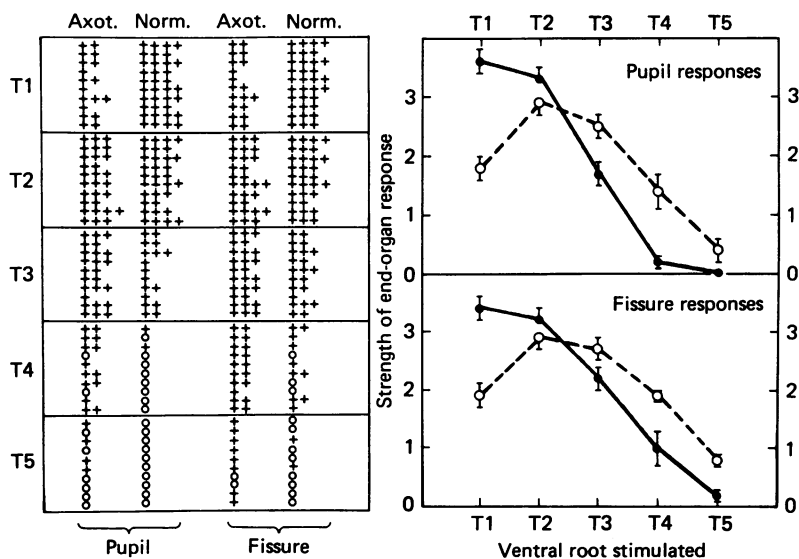 Axot. Norm. Axot. Norm.
T1
T2
T3
T4
T5
Pupil Fissure
T1 T2 T3 T4 T5
Pupil responses
3 3
2 2
1 1
0 0
Fissure responses
3 3
2 2
1 1
0 0
Strength of end-organ response
T1 T2 T3 T4 T5
Ventral root stimulated